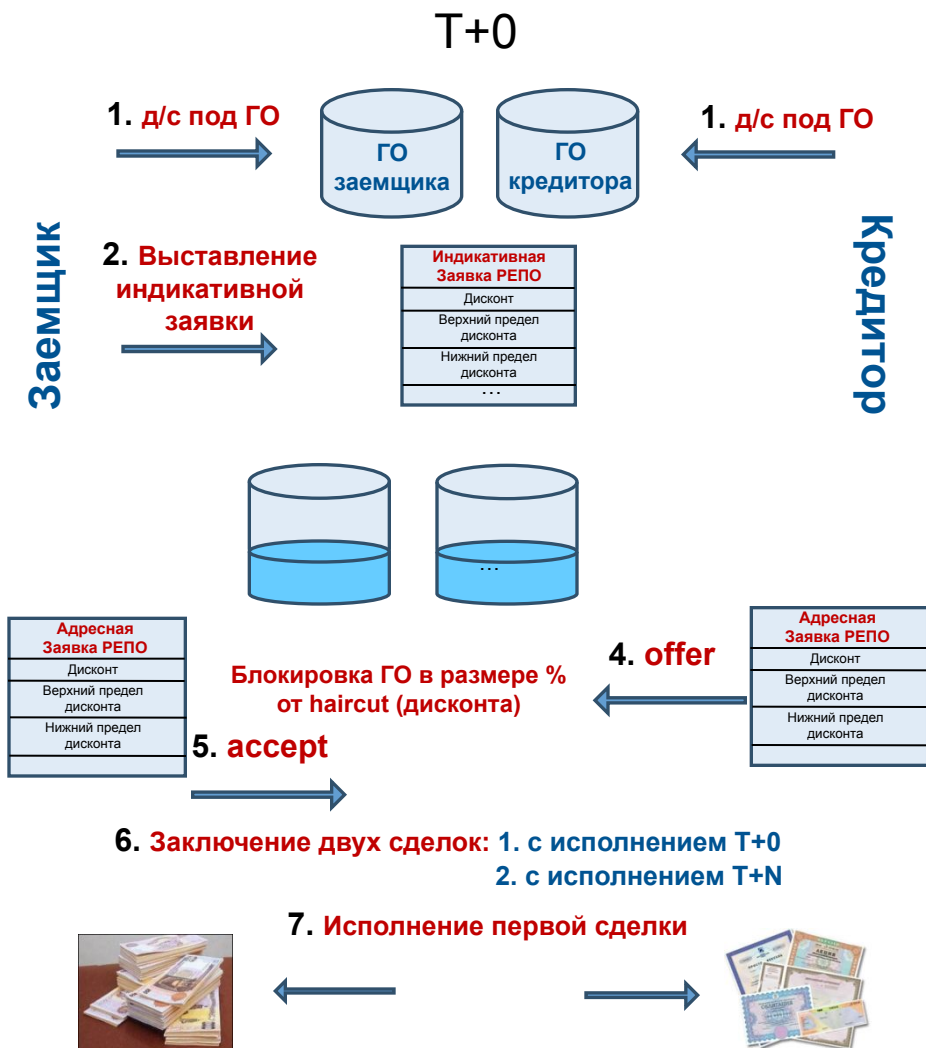 T+0
1. д/с под ГО
1. д/с под ГО
ГО
заемщика
ГО
кредитора
Заемщик
Кредитор
2. Выставление
индикативной
заявки
Индикативная
Заявка РЕПО
Дисконт
Верхний предел
дисконта
Нижний предел
дисконта
...
...
Адресная
Заявка РЕПО
Дисконт
Верхний предел
дисконта
Нижний предел
дисконта
Блокировка ГО в размере %
от haircut (дисконта)
4. offer
Адресная
Заявка РЕПО
Дисконт
Верхний предел
дисконта
Нижний предел
дисконта
5. accept
6. Заключение двух сделок: 1. с исполнением T+0
2. с исполнением T+N
7. Исполнение первой сделки